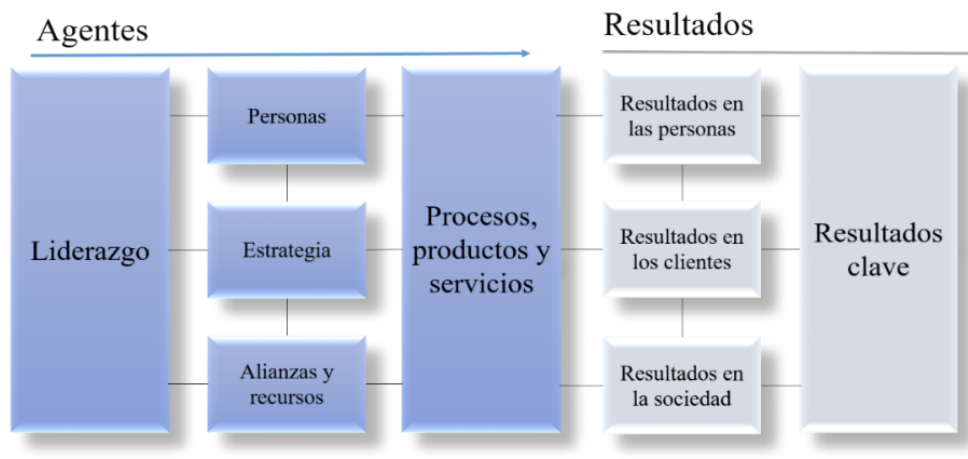 Agentes
Resultados
Liderazgo
Personas
Estrategia
Alianzas y
recursos
Procesos,
productos y
servicios
Resultados en
las personas
Resultados en
los clientes
Resultados en
la sociedad
Resultados
clave